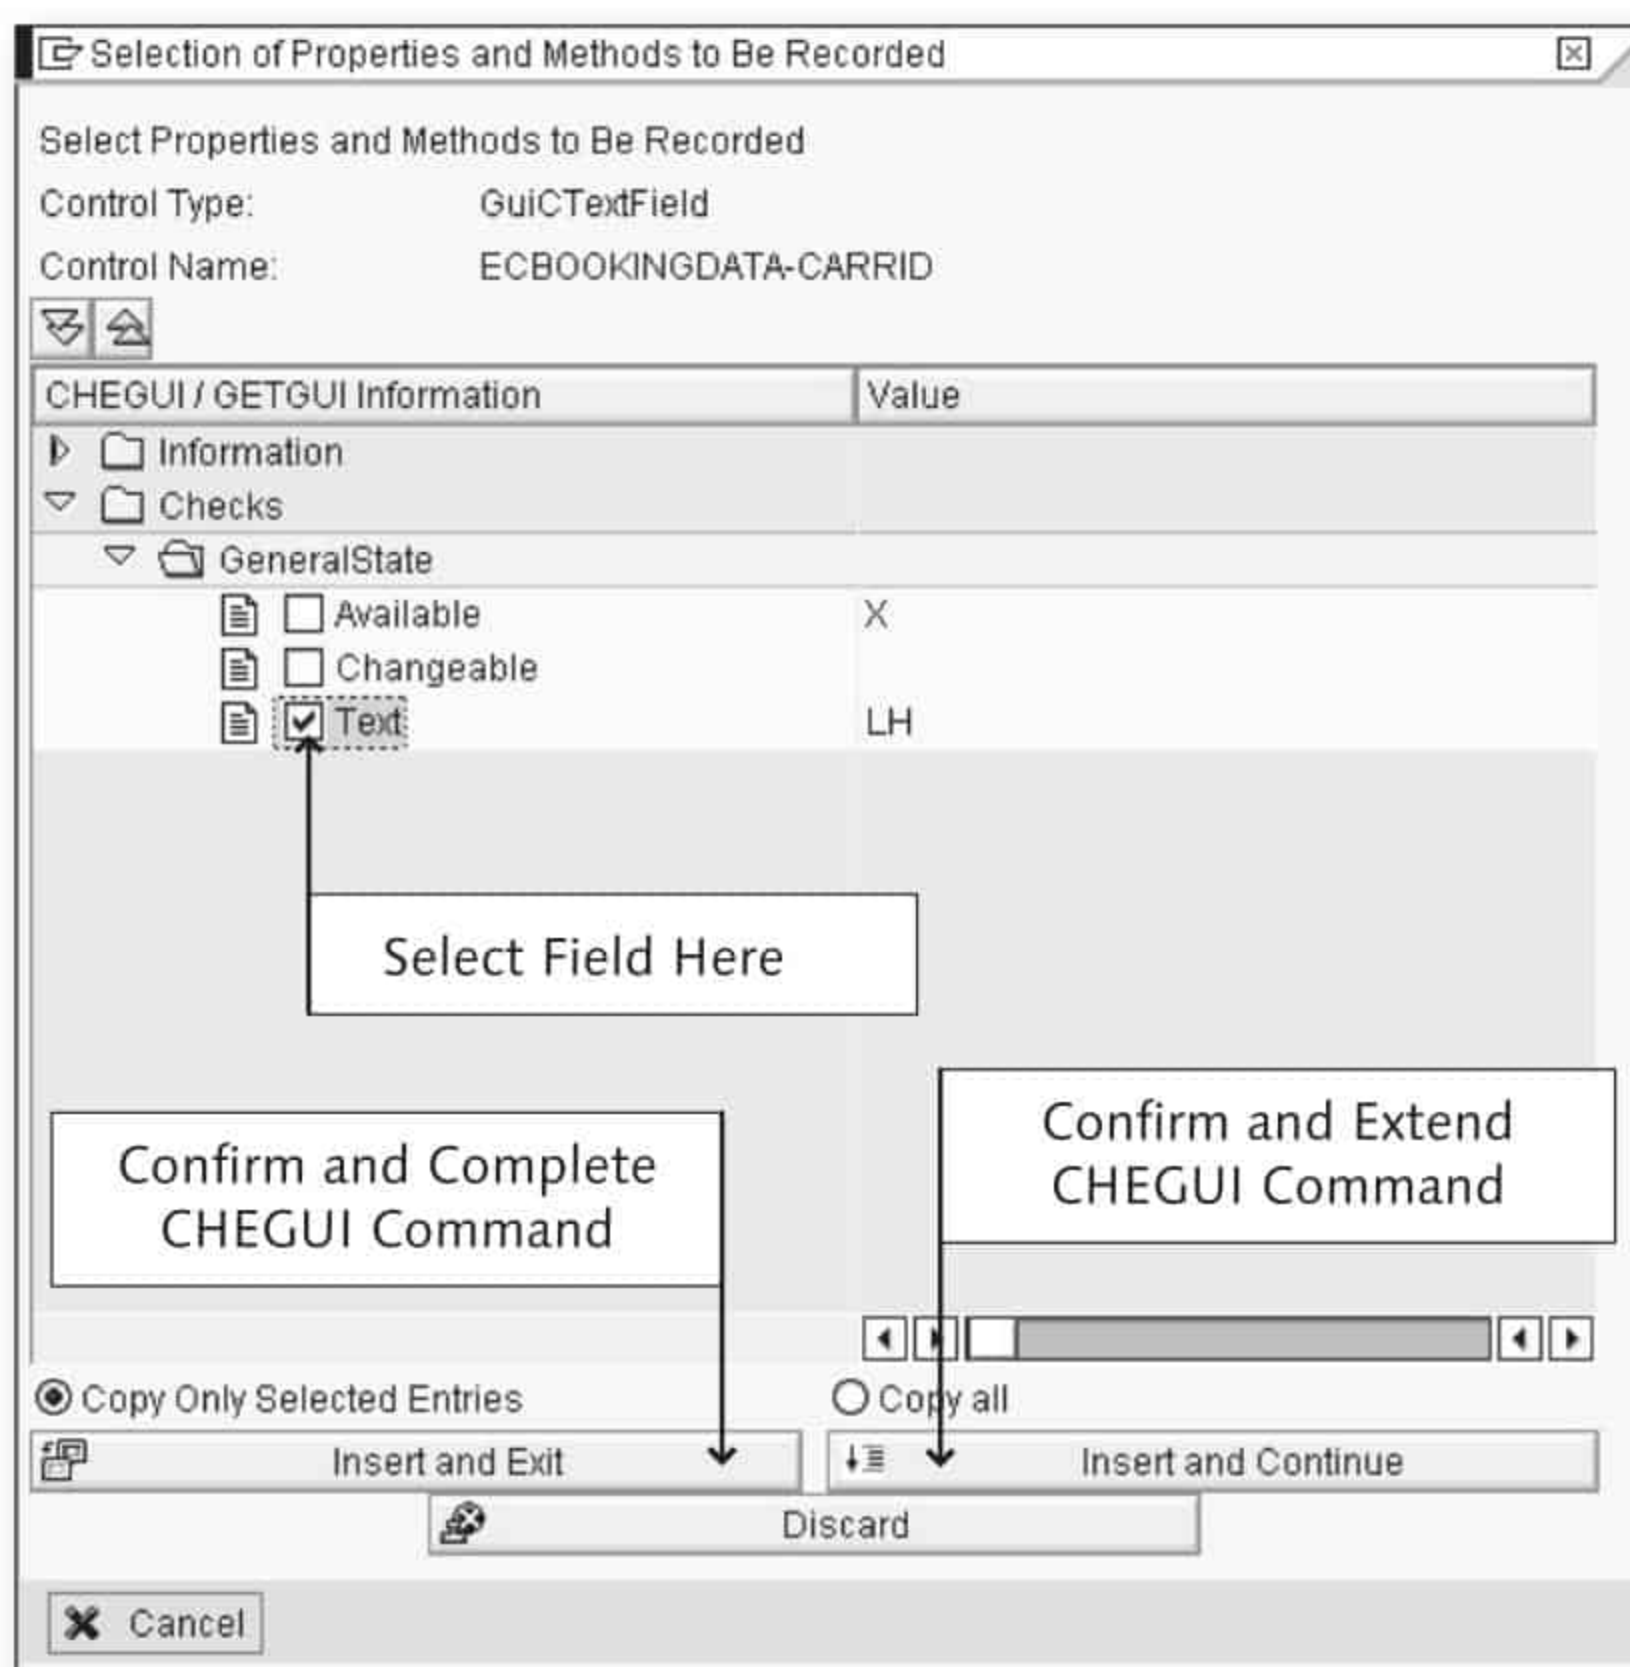 Selection of Properties and Methods to Be Recorded
Select Properties and Methods to Be Recorded
Control Type: GuiCTextField
Control Name: ECBOOKINGDATA-CARRID
CHEGUI / GETGUI Information Value
Information
Checks
GeneralState
Available X
Changeable
Text LH
Select Field Here
Confirm and Extend
CHEGUI Command
Confirm and Complete
CHEGUI Command
Copy Only Selected Entries Copy all
Insert and Exit Insert and Continue
Discard
Cancel